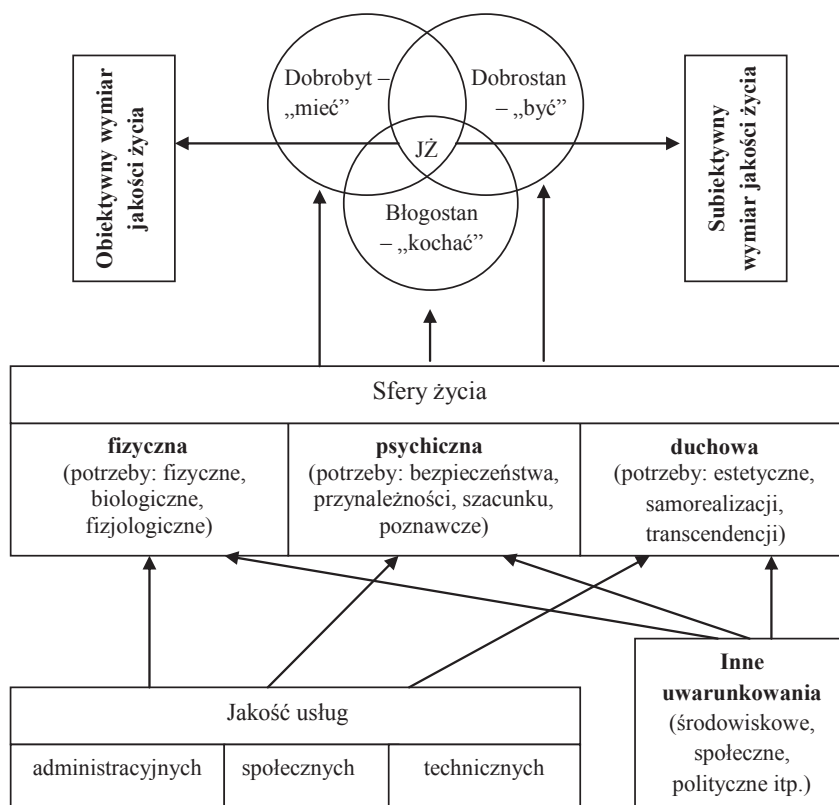 Obiektywny wymiar
jakości życia
Dobrobyt –
„mieć”
Dobrostan
– „być”
JŻ
Błogostan
– „kochać”
Subiektywny
wymiar jakości życia
Sfery życia
fizyczna
(potrzeby: fizyczne,
biologiczne,
fizjologiczne)
psychiczna
(potrzeby: bezpieczeństwa,
przynależności, szacunku,
poznawcze)
duchowa
(potrzeby: estetyczne,
samorealizacji,
transcendencji)
Jakość usług
administracyjnych
społecznych
technicznych
Inne
uwarunkowania
(środowiskowe,
społeczne,
polityczne itp.)